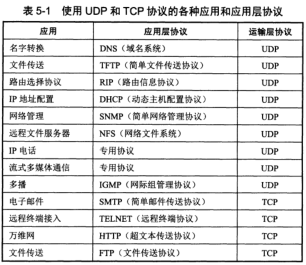 表 5-1 使用 UDP 和 TCP 协议的各种应用和应用层协议
应用 应用层协议 运输层协议
名字转换 DNS（域名系统） UDP
文件传送 TFTP（简单文件传送协议） UDP
路由选择协议 RIP（路由信息协议） UDP
IP 地址配置 DHCP（动态主机配置协议） UDP
网络管理 SNMP（简单网络管理协议） UDP
远程文件服务器 NFS（网络文件系统） UDP
IP 电话 专用协议 UDP
流式多媒体通信 专用协议 UDP
多播 IGMP（网际组管理协议） UDP
电子邮件 SMTP（简单邮件传送协议） TCP
远程终端接入 TELNET（远程终端协议） TCP
万维网 HTTP（超文本传送协议） TCP
文件传送 FTP（文件传送协议） TCP